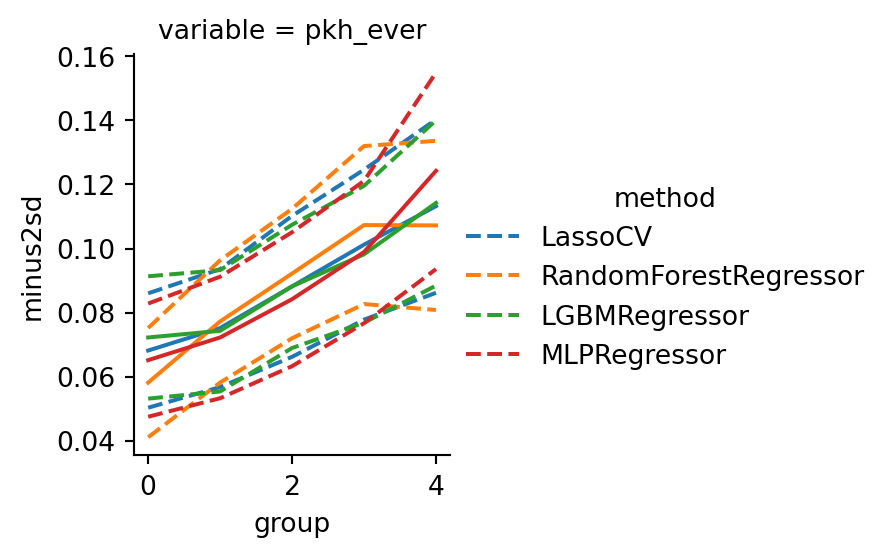 variable = pkh_ever
0.16
0.14
0.12
0.10
0.08
0.06
0.04
minus2sd
0 2 4
group
method
LassoCV
RandomForestRegressor
LGBMRegressor
MLPRegressor